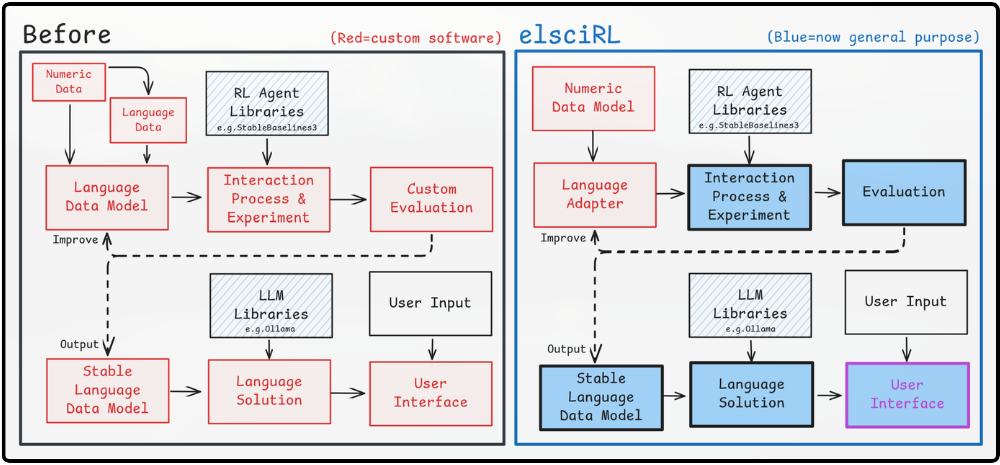 Before
(Red=custom software)
Numeric
Data
Language
Data
RL Agent
Libraries
e.g.StableBaselines3
Language
Data Model
Interaction
Process &
Experiment
Custom
Evaluation
Improve
LLM
Libraries
e.g.Ollama
User Input
Output
Stable
Language
Data Model
Language
Solution
User
Interface
elsciRL
(Blue=now general purpose)
Numeric
Data Model
RL Agent
Libraries
e.g.StableBaselines3
Language
Adapter
Interaction
Process &
Experiment
Evaluation
Improve
LLM
Libraries
e.g.Ollama
User Input
Output
Stable
Language
Data Model
Language
Solution
User
Interface